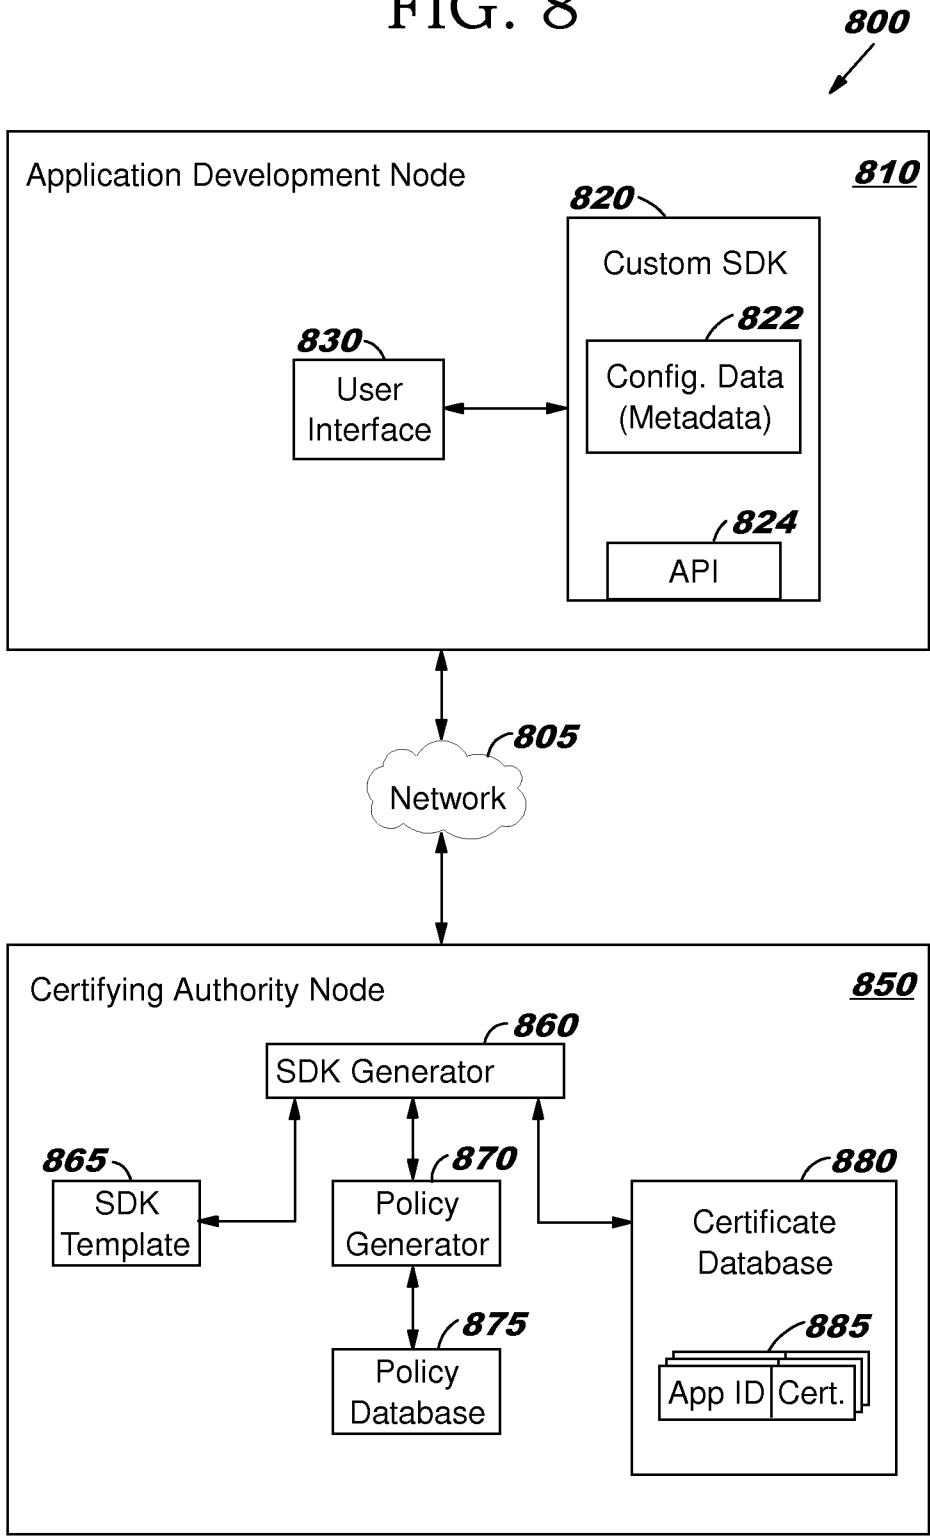 FIG. 8
800
Application Development Node
810
820
Custom SDK
822
830
User
Interface
Config. Data
(Metadata)
824
API
805
Network
Certifying Authority Node
850
860
SDK Generator
865
SDK
Template
870
Policy
Generator
880
Certificate
Database
875
Policy
Database
885
App ID
Cert.